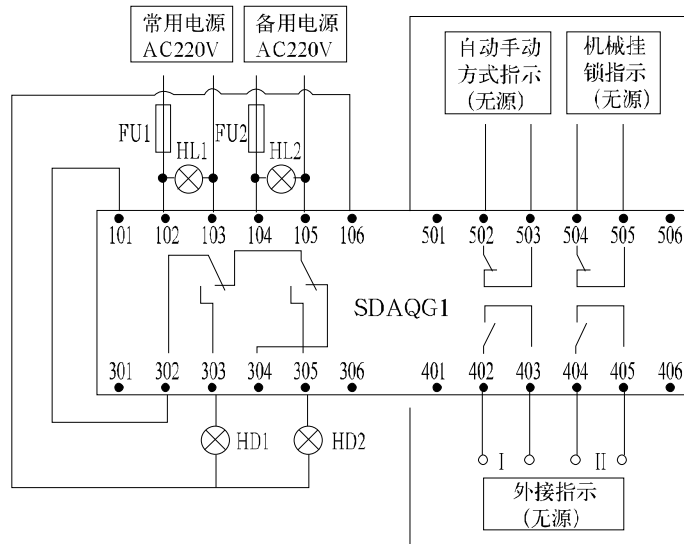 常用电源
AC220V
备用电源
AC220V
自动手动
方式指示
(无源)
机械挂
锁指示
(无源)
FU1
FU2
HL1
HL2
101 102 103 104 105 106 501 502 503 504 505 506
SDAQG1
301 302 303 304 305 306 401 402 403 404 405 406
HD1
HD2
I
II
外接指示
(无源)